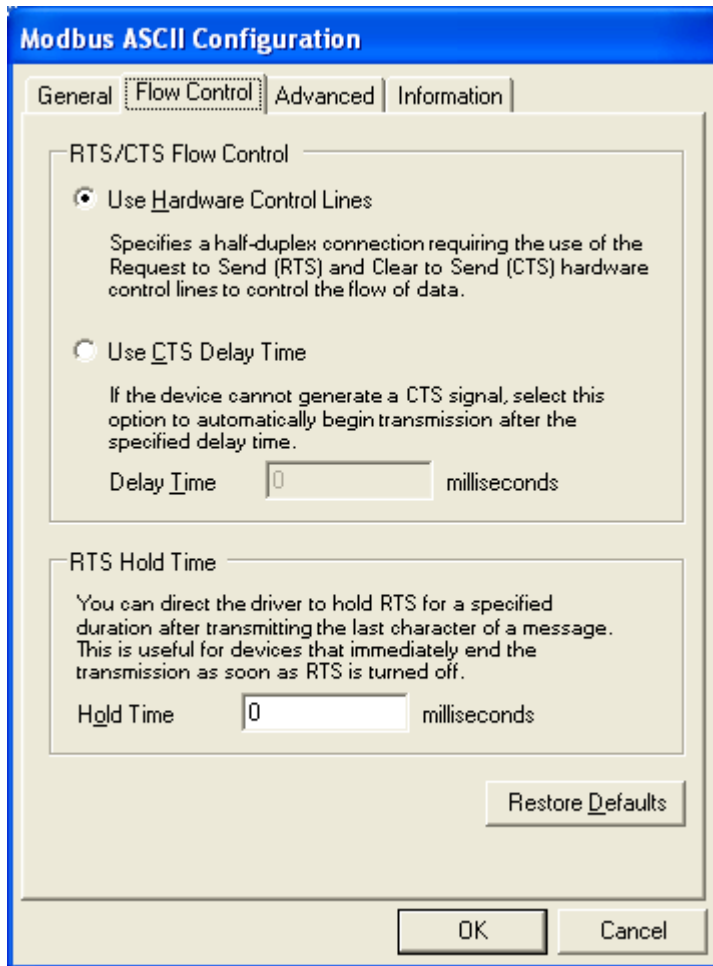 Modbus ASCII Configuration
General Flow Control Advanced Information
RTS/CTS Flow Control
Use Hardware Control Lines
Specifies a half-duplex connection requiring the use of the
Request to Send (RTS) and Clear to Send (CTS) hardware
control lines to control the flow of data.
Use CTS Delay Time
If the device cannot generate a CTS signal, select this
option to automatically begin transmission after the
specified delay time.
Delay Time 0 milliseconds
RTS Hold Time
You can direct the driver to hold RTS for a specified
duration after transmitting the last character of a message.
This is useful for devices that immediately end the
transmission as soon as RTS is turned off.
Hold Time 0 milliseconds
Restore Defaults
OK Cancel